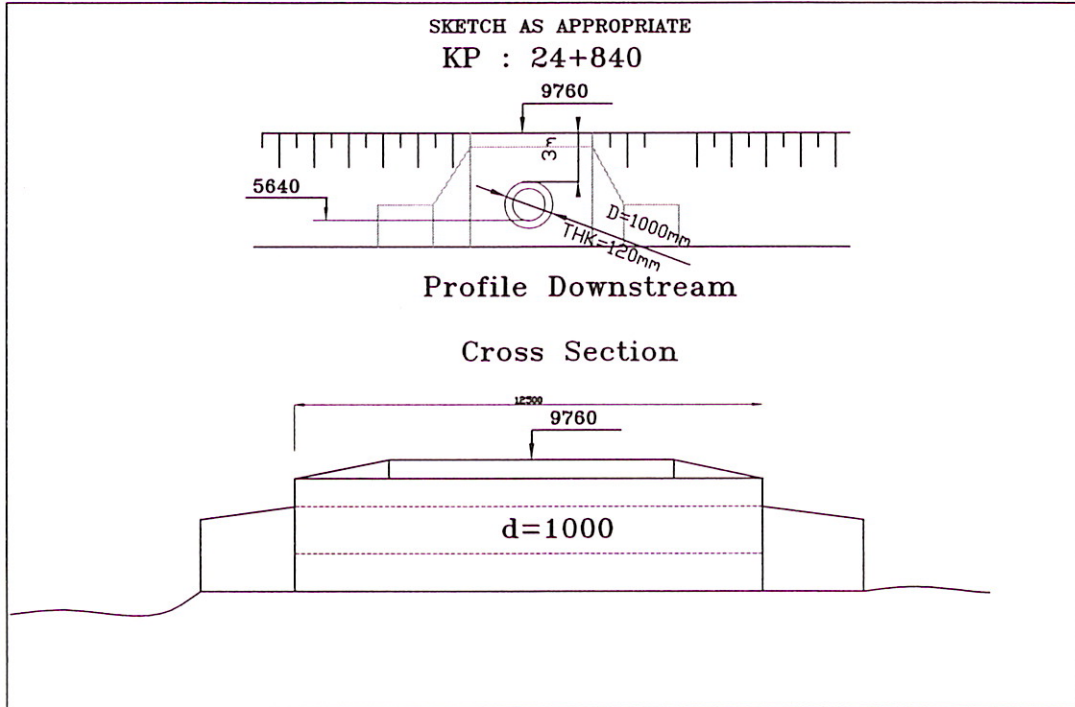 SKETCH AS APPROPRIATE
KP : 24+840
9760
3m
5640
D=1000mm
THK=120mm
Profile Downstream
Cross Section
12500
9760
d=1000